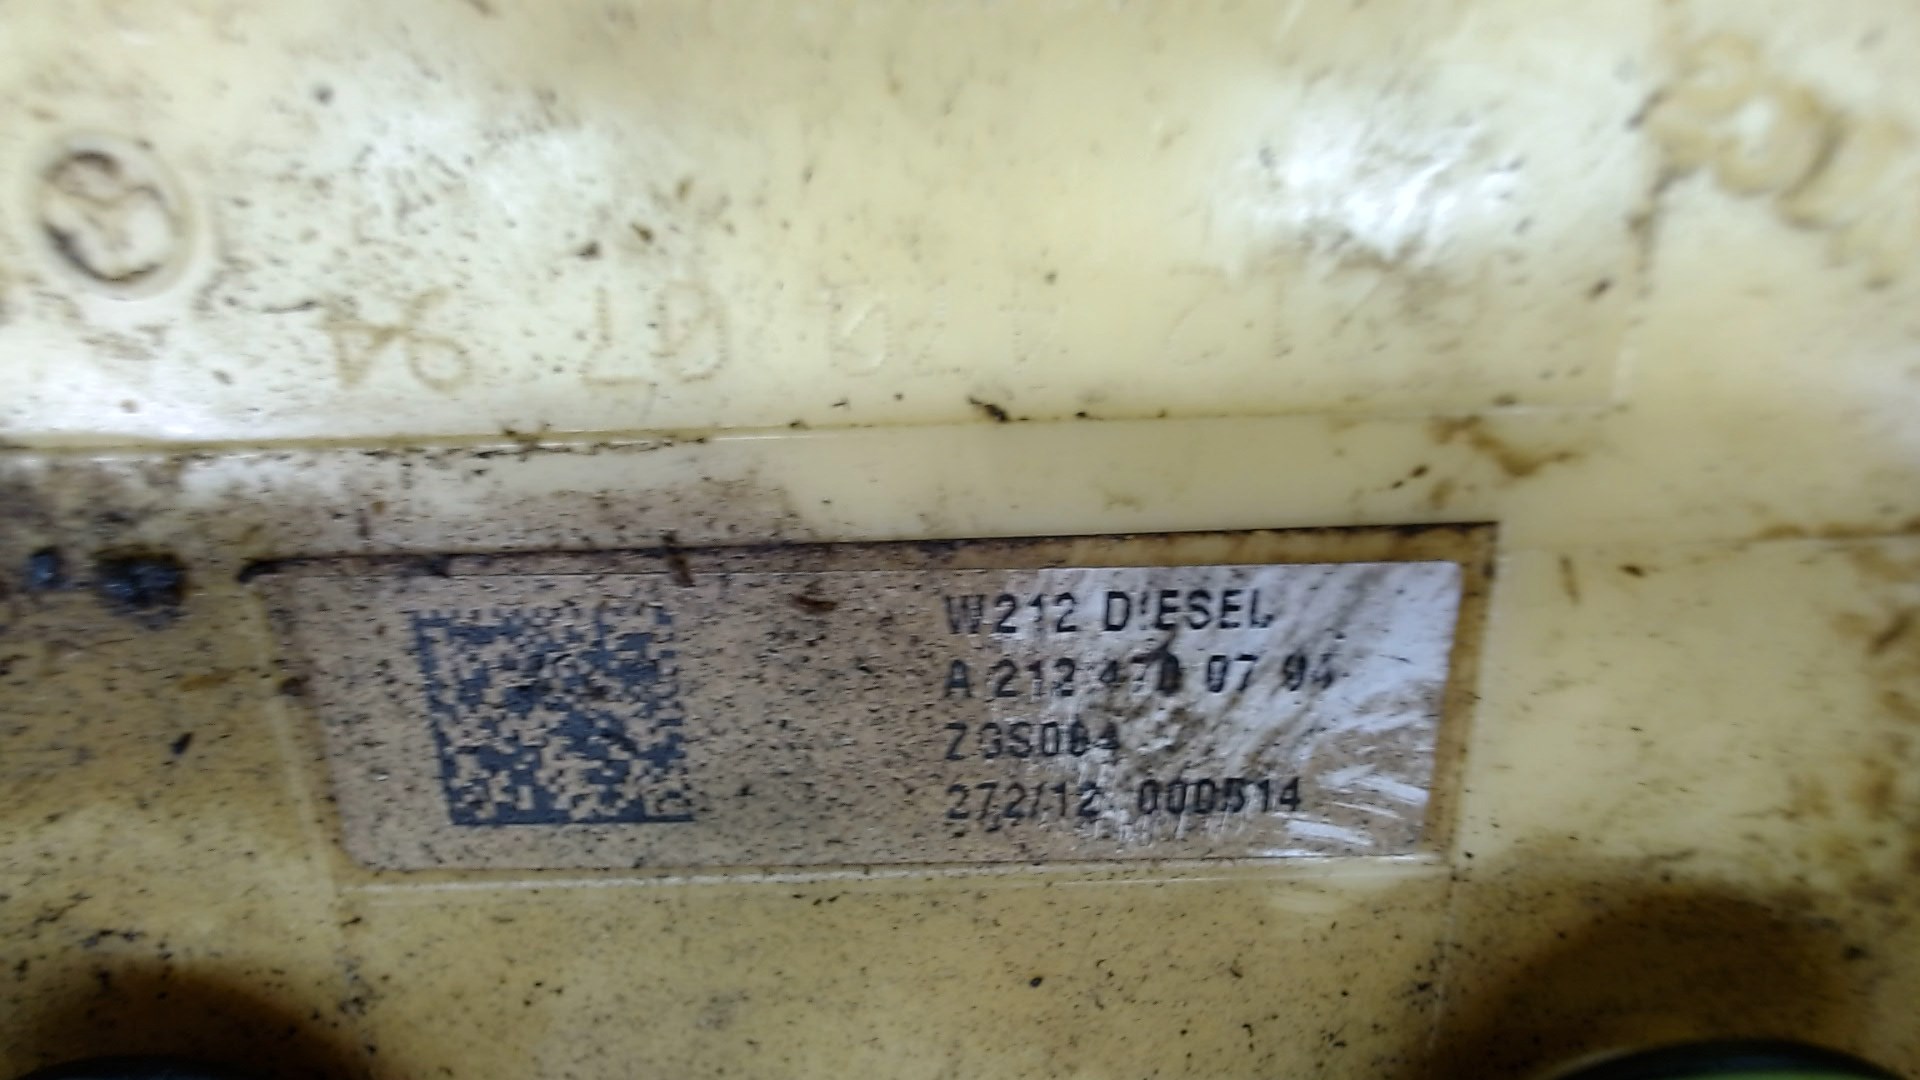 W212 DIESEL
A 212 470 07 94
Z3S004
272/12 000514